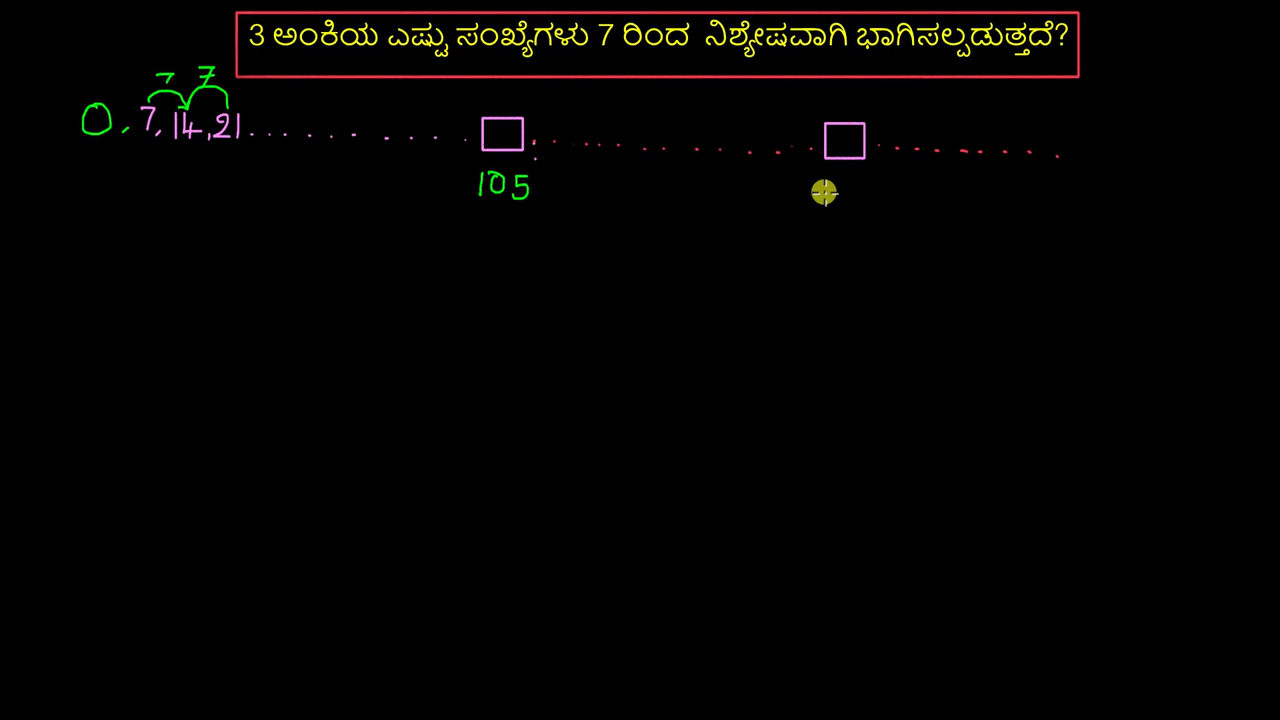 3 ಅಂಕಿಯ ಎಷ್ಟು ಸಂಖ್ಯೆಗಳು 7 ರಿಂದ ನಿಶ್ಯೇಷವಾಗಿ ಭಾಗಿಸಲ್ಪಡುತ್ತದೆ?
7 7
0, 7, 14, 21 . . . . . . . .
105